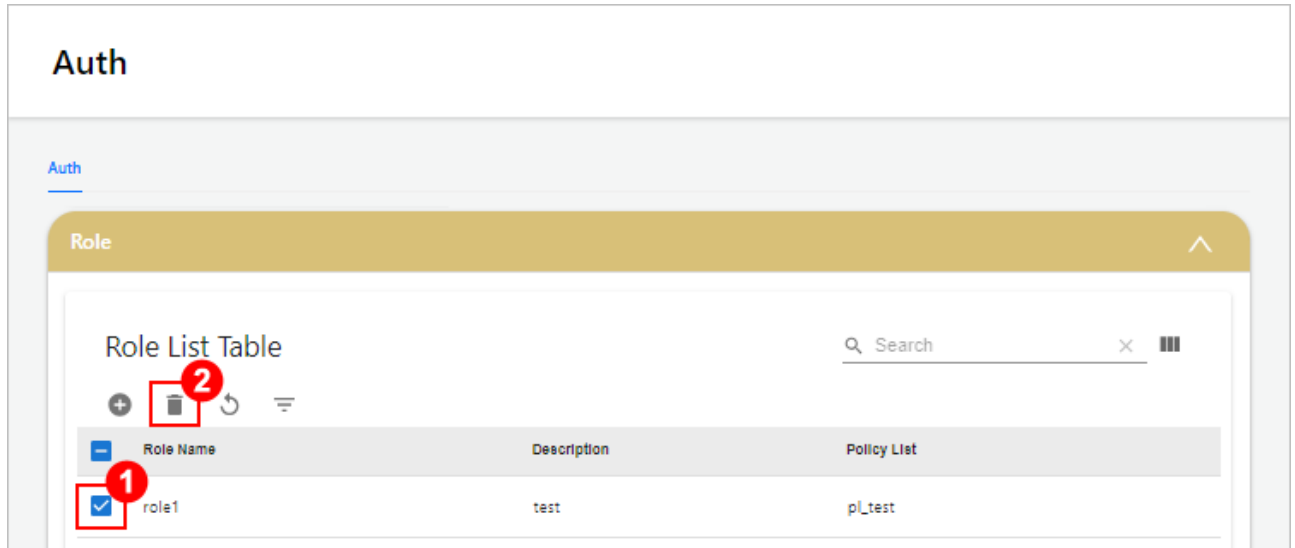 Auth
Auth
Role
Role List Table
Search
2
Role Name Description Policy List
1
role1 test pl_test